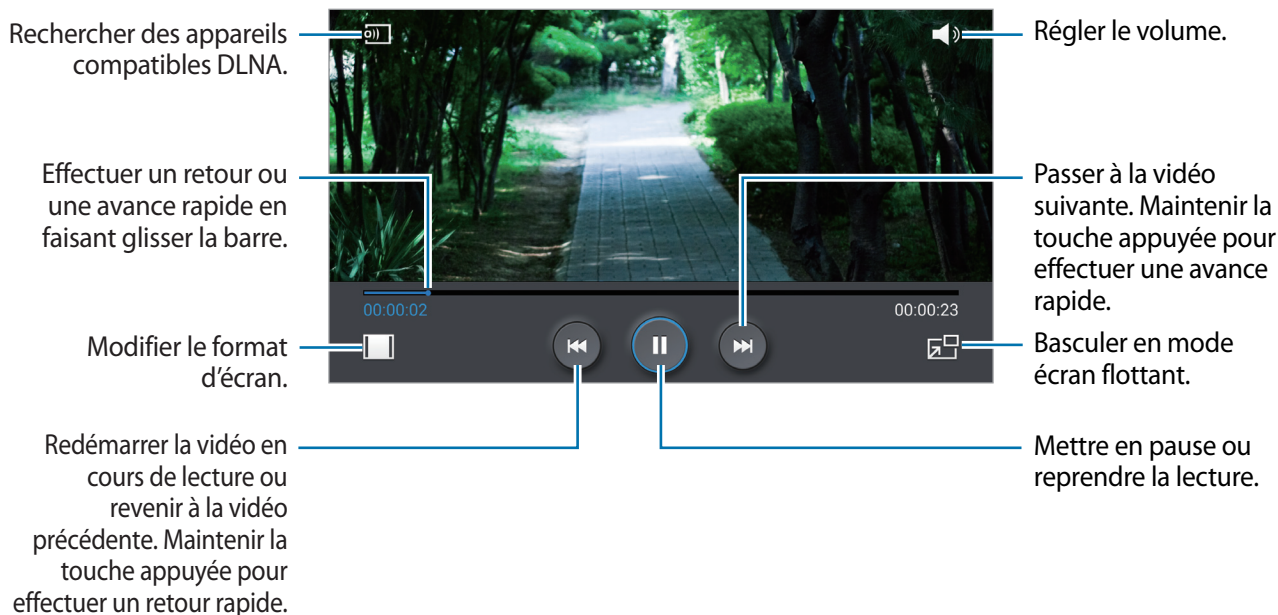 Rechercher des appareils
compatibles DLNA.
Régler le volume.
Effectuer un retour ou
une avance rapide en
faisant glisser la barre.
Passer à la vidéo
suivante. Maintenir la
touche appuyée pour
effectuer une avance
rapide.
00:00:02
00:00:23
Modifier le format
d’écran.
Basculer en mode
écran flottant.
Redémarrer la vidéo en
cours de lecture ou
revenir à la vidéo
précédente. Maintenir la
touche appuyée pour
effectuer un retour rapide.
Mettre en pause ou
reprendre la lecture.